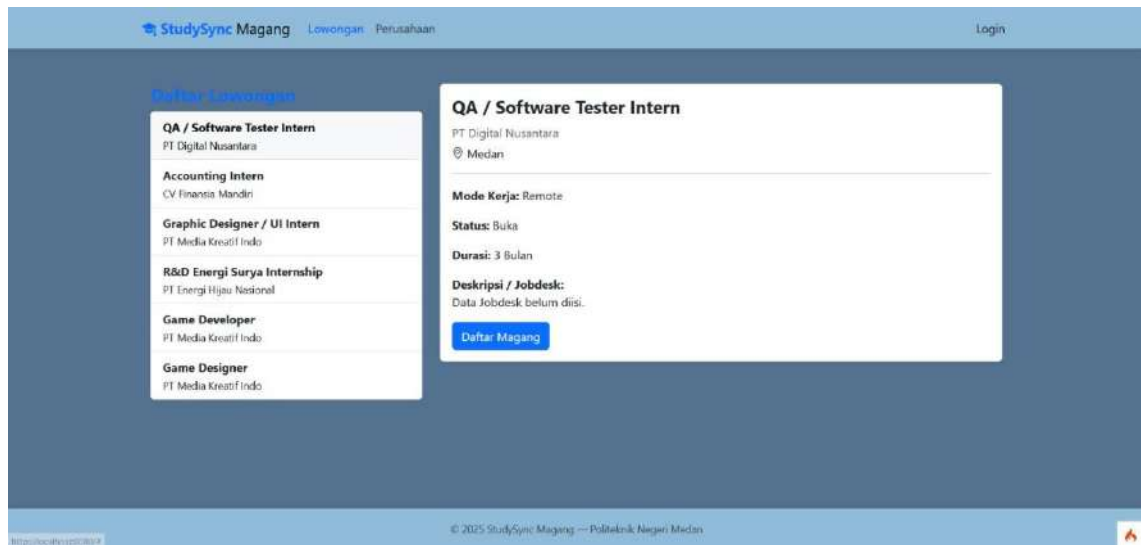 StudySync Magang Lowongan Perusahaan Login
Daftar Lowongan
QA / Software Tester Intern
PT Digital Nusantara
Accounting Intern
CV Finansia Mandiri
Graphic Designer / UI Intern
PT Media Kreatif Indo
R&D Energi Surya Internship
PT Energi Hijau Nasional
Game Developer
PT Media Kreatif Indo
Game Designer
PT Media Kreatif Indo
QA / Software Tester Intern
PT Digital Nusantara
Medan
Mode Kerja: Remote
Status: Buka
Durasi: 3 Bulan
Deskripsi / Jobdesk:
Data Jobdesk belum diisi.
Daftar Magang
© 2025 StudySync Magang — Politeknik Negeri Medan